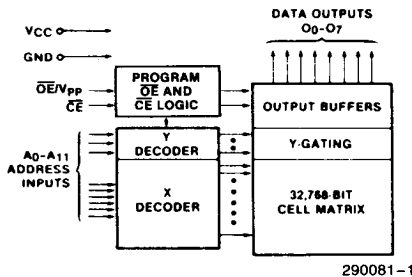 DATA OUTPUTS
O0-O7
VCC
GND
OE/VPP
CE
PROGRAM
OE AND
CE LOGIC
OUTPUT BUFFERS
Y
DECODER
Y-GATING
A0-A11
ADDRESS
INPUTS
X
DECODER
32,768-BIT
CELL MATRIX
290081-1